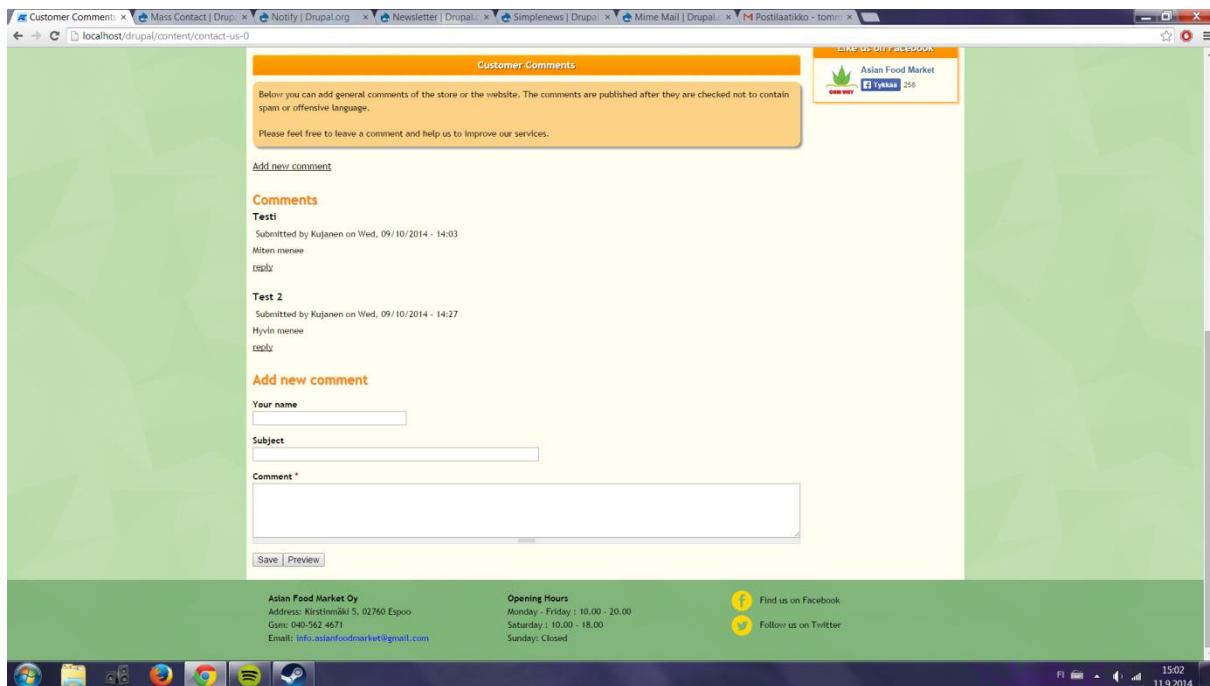 Customer Comments
Mass Contact | Drup
Notify | Drupal.org
Newsletter | Drupal.
Simplenews | Drupal
Mime Mail | Drupal.
Postilaatikko - tomm
localhost/drupal/content/contact-us-0
Customer Comments
Below you can add general comments of the store or the website. The comments are published after they are checked not to contain
spam or offensive language.
Please feel free to leave a comment and help us to improve our services.
Like us on Facebook
Asian Food Market
Tykkää 256
COM VIET
Add new comment
Comments
Testi
Submitted by Kujanen on Wed, 09/10/2014 - 14:03
Miten menee
reply
Test 2
Submitted by Kujanen on Wed, 09/10/2014 - 14:27
Hyvin menee
reply
Add new comment
Your name
Subject
Comment *
Save Preview
Asian Food Market Oy
Address: Kirstinmäki 5, 02760 Espoo
Gsm: 040-562 4671
Email: info.asianfoodmarket@gmail.com
Opening Hours
Monday - Friday : 10.00 - 20.00
Saturday : 10.00 - 18.00
Sunday: Closed
Find us on Facebook
Follow us on Twitter
FI
15:02
11.9.2014